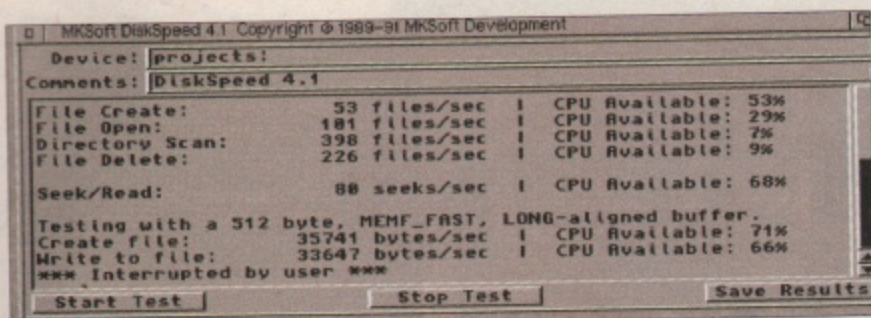 MKSoft DiskSpeed 4.1 Copyright © 1989–91 MKSoft Development
Device: projects:
Comments: DiskSpeed 4.1
File Create: 53 files/sec | CPU Available: 53%
File Open: 101 files/sec | CPU Available: 29%
Directory Scan: 398 files/sec | CPU Available: 7%
File Delete: 226 files/sec | CPU Available: 9%
Seek/Read: 80 seeks/sec | CPU Available: 68%
Testing with a 512 byte, MEMF_FAST, LONG-aligned buffer.
Create file: 35741 bytes/sec | CPU Available: 71%
Write to file: 33647 bytes/sec | CPU Available: 66%
*** Interrupted by user ***
Start Test Stop Test Save Results